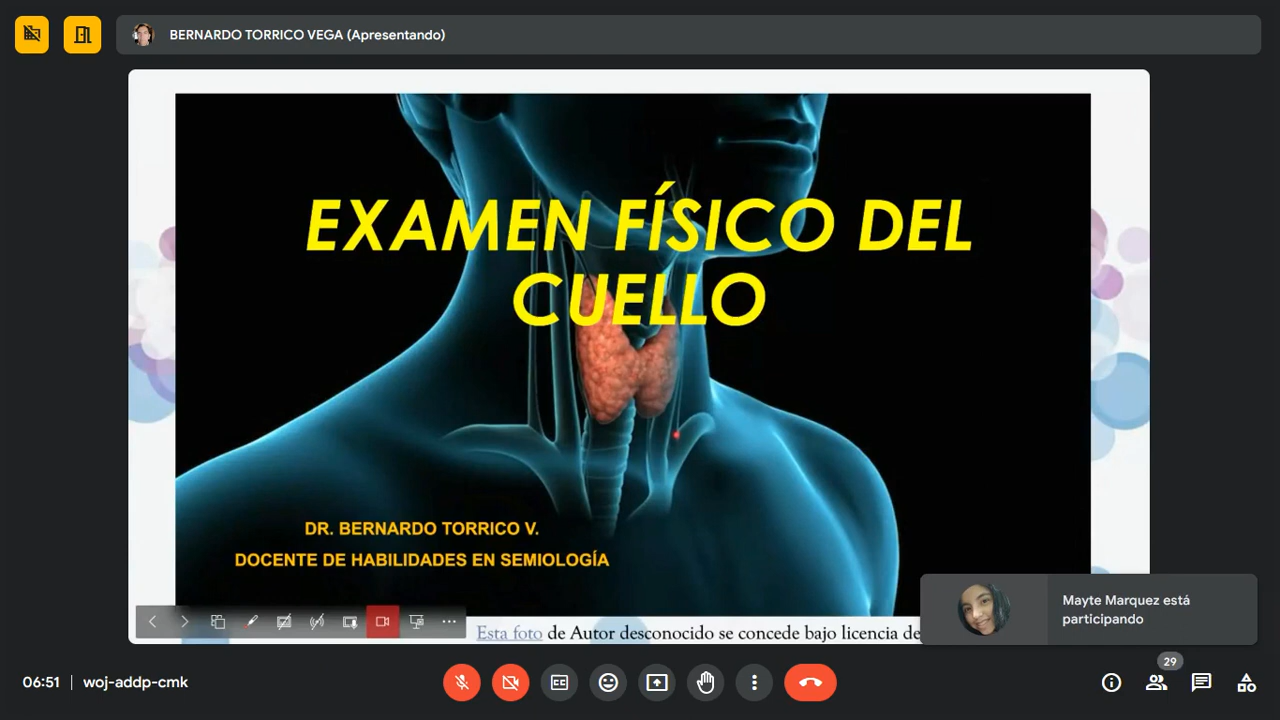 BERNARDO TORRICO VEGA (Apresentando)
EXAMEN FÍSICO DEL
CUELLO
DR. BERNARDO TORRICO V.
DOCENTE DE HABILIDADES EN SEMIOLOGÍA
Mayte Marquez está
participando
Esta foto de Autor desconocido se concede bajo licencia de
06:51 | woj-addp-cmk
29